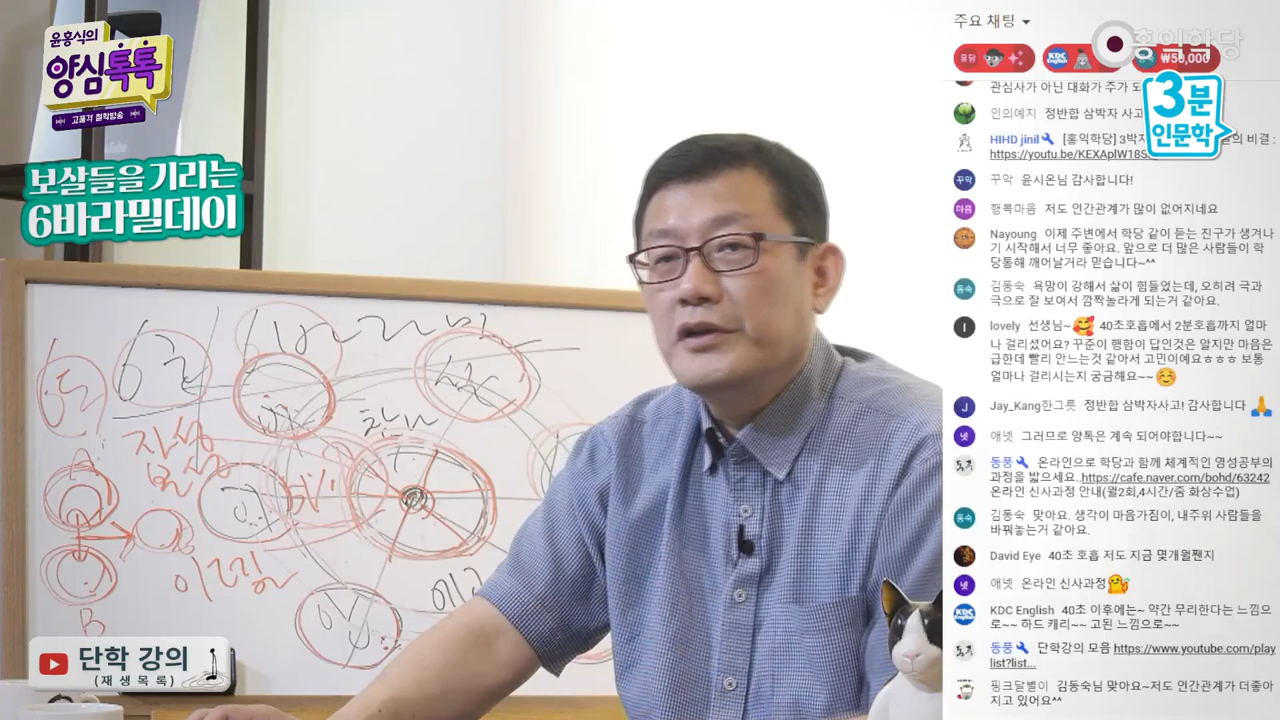 윤홍식의
양심톡톡
고품격 철학방송
보살들을 기리는
6바라밀데이
홍익학당
3분
인문학
단학 강의
(재생목록)
주요 채팅
KDC English
₩50,000
관심사가 아닌 대화가 주가 되
인의예지 정반합 삼박자 사고
HIHD jinil [홍익학당] 3박자 의 비결 :
https://youtu.be/KEXAplW18S
꾸악 윤시온님 감사합니다!
행복마음 저도 인간관계가 많이 없어지네요
Nayoung 이제 주변에서 학당 같이 듣는 친구가 생겨나
기 시작해서 너무 좋아요. 앞으로 더 많은 사람들이 학
당통해 깨어날거라 믿습니다~^^
김동숙 욕망이 강해서 삶이 힘들었는데, 오히려 극과
극으로 잘 보여서 깜짝놀라게 되는거 같아요.
lovely 선생님~ 40초호흡에서 2분호흡까지 얼마
나 걸리셨어요? 꾸준이 행함이 답인것은 알지만 마음은
급한데 빨리 안느는것 같아서 고민이예요ㅎㅎㅎㅎ 보통
얼마나 걸리시는지 궁금해요~~
Jay_Kang한그릇 정반합 삼박자사고! 감사합니다
애넷 그러므로 양톡은 계속 되어야합니다~~
동풍 온라인으로 학당과 함께 체계적인 영성공부의
과정을 밟으세요..https://cafe.naver.com/bohd/63242
온라인 신사과정 안내(월2회,4시간/줌 화상수업)
김동숙 맞아요. 생각이 마음가짐이, 내주위 사람들을
바꿔놓는거 같아요.
David Eye 40초 호흡 저도 지금 몇개월짼지
애넷 온라인 신사과정
KDC English 40초 이후에는~ 약간 무리한다는 느낌으
로~~ 하드 캐리~~ 고된 느낌으로~~
동풍 단학강의 모음 https://www.youtube.com/play
list?list...
핑크달별이 김동숙님 맞아요~저도 인간관계가 더좋아
지고 있어요^^